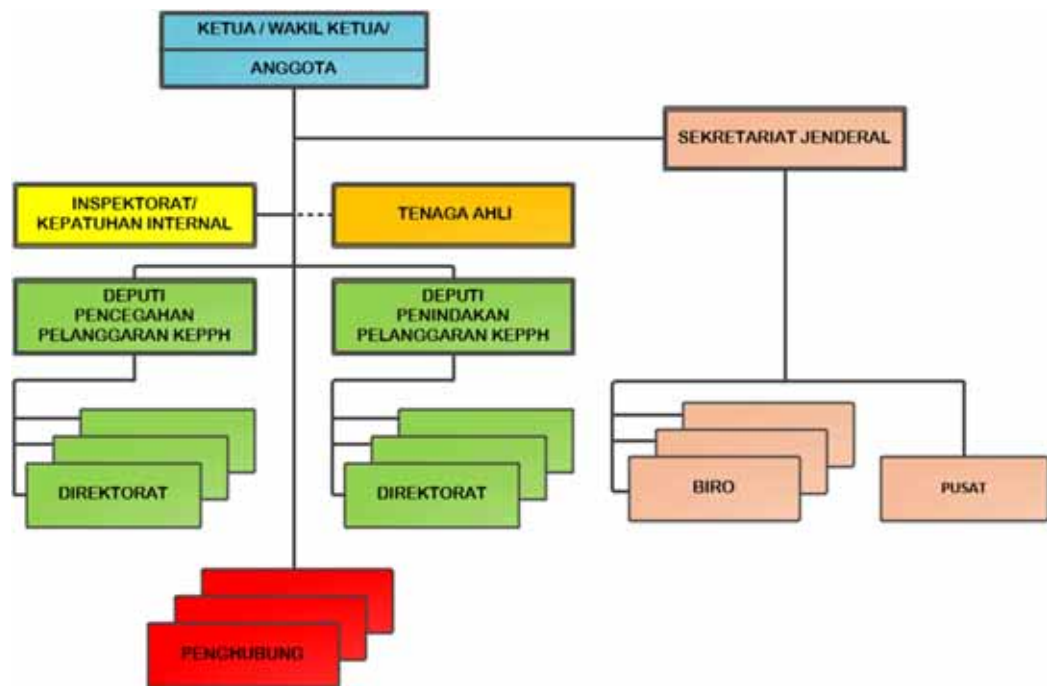 KETUA / WAKIL KETUA/
ANGGOTA
SEKRETARIAT JENDERAL
INSPEKTORAT/
KEPATUHAN INTERNAL
TENAGA AHLI
DEPUTI
PENCEGAHAN
PELANGGARAN KEPPH
DEPUTI
PENINDAKAN
PELANGGARAN KEPPH
DIREKTORAT
DIREKTORAT
BIRO
PUSAT
PENGHUBUNG